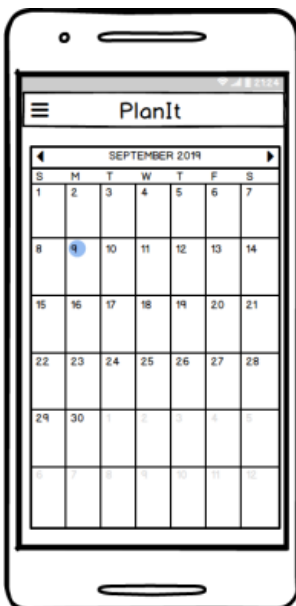 21:24
PlanIt
SEPTEMBER 2019
S M T W T F S
1 2 3 4 5 6 7
8 9 10 11 12 13 14
15 16 17 18 19 20 21
22 23 24 25 26 27 28
29 30 1 2 3 4 5
6 7 8 9 10 11 12